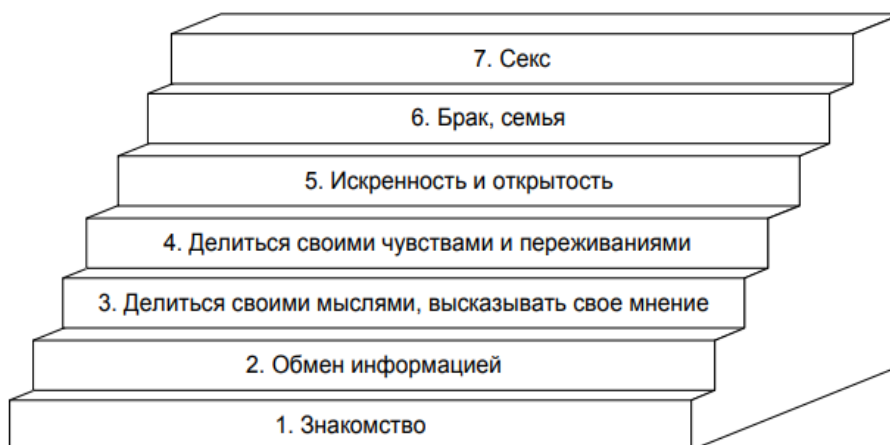 7. Секс
6. Брак, семья
5. Искренность и открытость
4. Делиться своими чувствами и переживаниями
3. Делиться своими мыслями, высказывать свое мнение
2. Обмен информацией
1. Знакомство